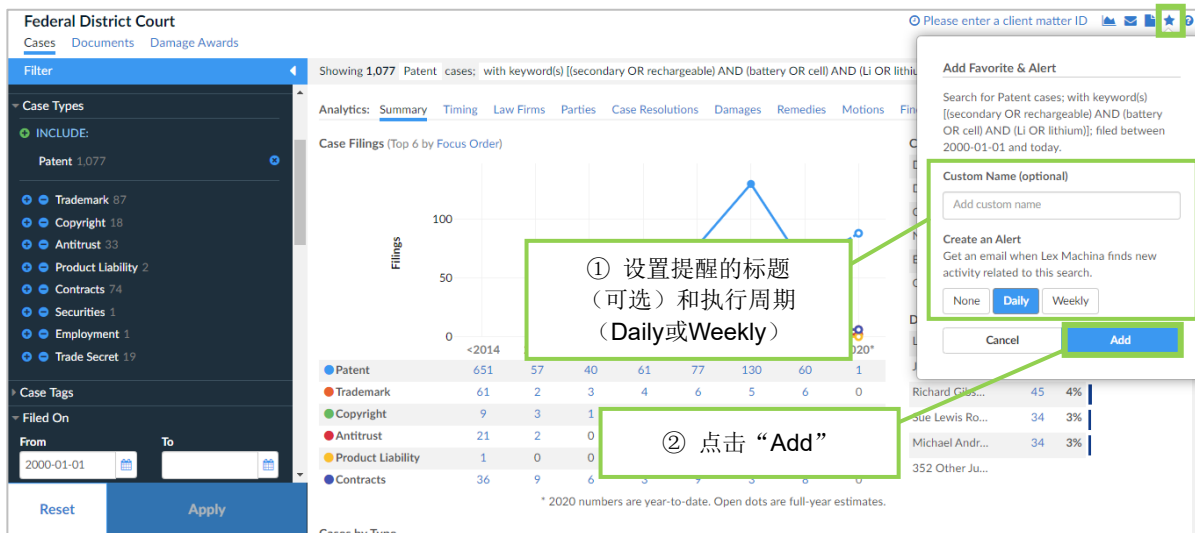 Federal District Court
Please enter a client matter ID
Cases Documents Damage Awards
Filter
Case Types
INCLUDE:
Patent 1,077
Trademark 87
Copyright 18
Antitrust 33
Product Liability 2
Contracts 74
Securities 1
Employment 1
Trade Secret 19
Case Tags
Filed On
From To
2000-01-01
Reset Apply
Showing 1,077 Patent cases; with keyword(s) [(secondary OR rechargeable) AND (battery OR cell) AND (Li OR
Analytics: Summary Timing Law Firms Parties Case Resolutions Damages Remedies Motions
Case Filings (Top 6 by Focus Order)
Filings
100
50
0
<2014
Patent 651 57 40 61 77 130 60 1
Trademark 61 2 3 4 6 5 6 0
Copyright 9 3 1
Antitrust 21 2 0
Product Liability 1 0 0
Contracts 36 9
* 2020 numbers are year-to-date. Open dots are full-year estimates.
Cases by Type
① 设置提醒的标题
（可选）和执行周期
（Daily或Weekly）
② 点击“Add”
Add Favorite & Alert
Search for Patent cases; with keyword(s)
[(secondary OR rechargeable) AND (battery
OR cell) AND (Li OR lithium)]; filed between
2000-01-01 and today.
Custom Name (optional)
Add custom name
Create an Alert
Get an email when Lex Machina finds new
activity related to this search.
None Daily Weekly
Cancel Add
Richard 45 4%
Sue Lewis Ro... 34 3%
Michael Andr... 34 3%
352 Other Ju...